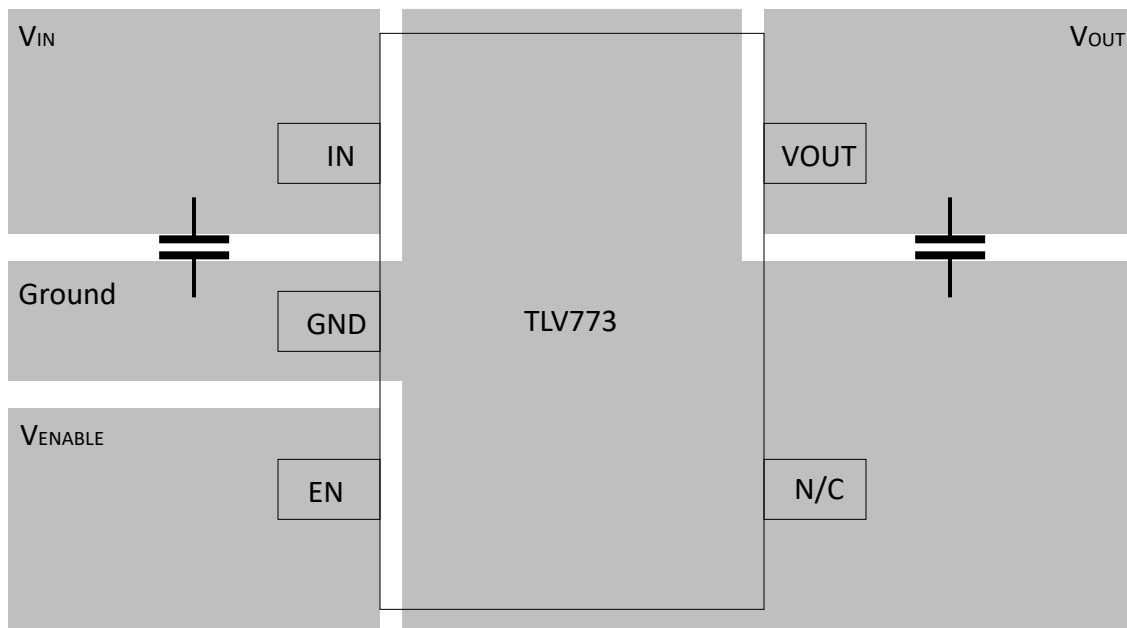 VIN
VOUT
IN
VOUT
Ground
GND
TLV773
VENABLE
EN
N/C